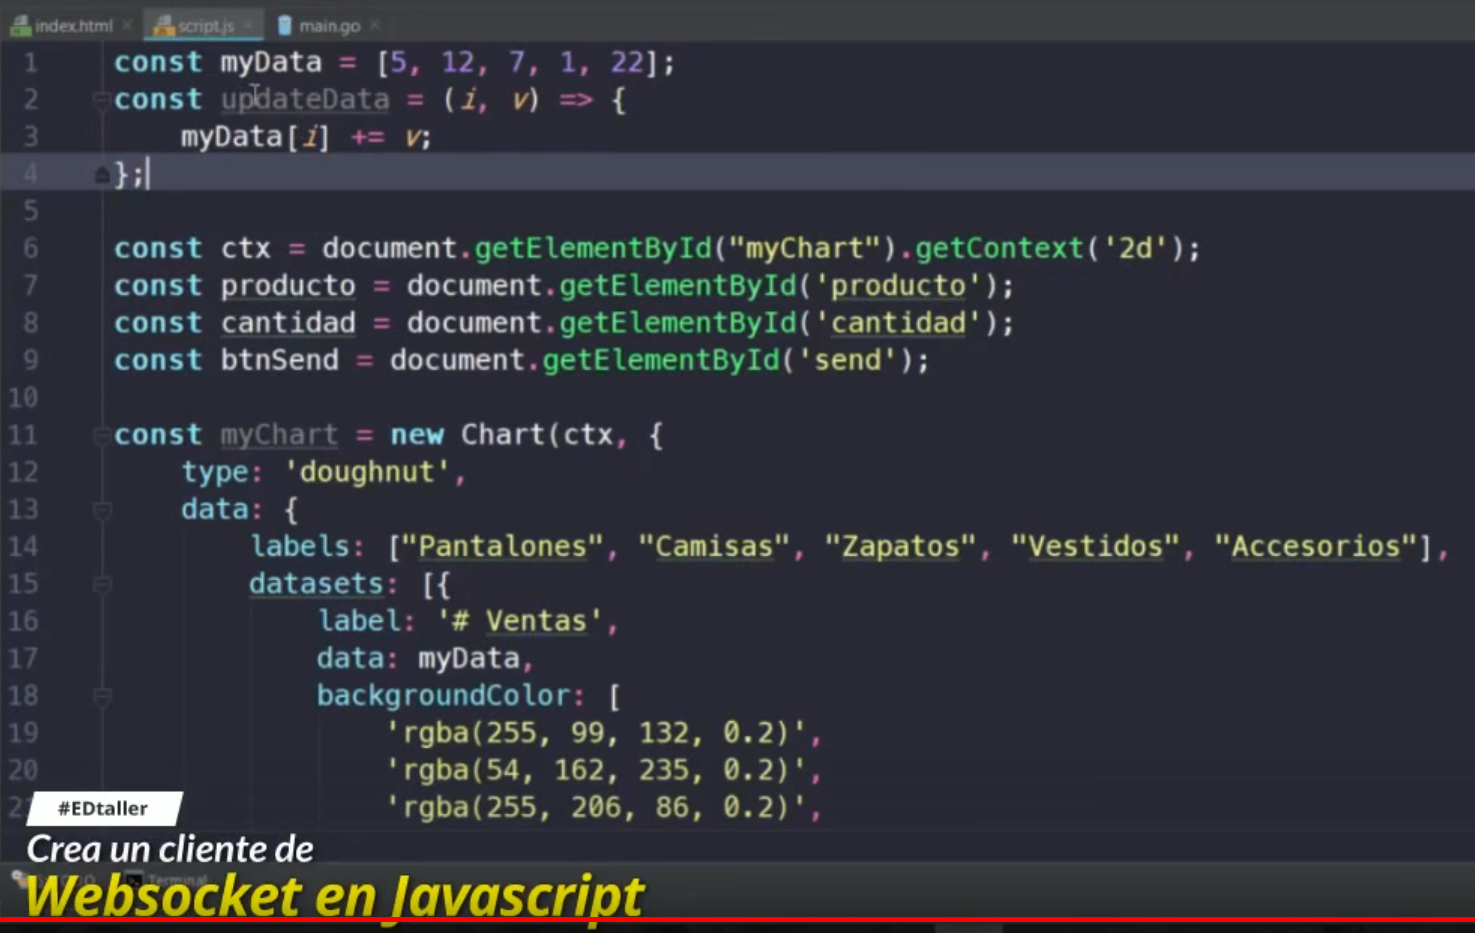 index.html script.js main.go
1 const myData = [5, 12, 7, 1, 22];
2 const updateData = (i, v) => {
3 myData[i] += v;
4 };
5
6 const ctx = document.getElementById("myChart").getContext('2d');
7 const producto = document.getElementById('producto');
8 const cantidad = document.getElementById('cantidad');
9 const btnSend = document.getElementById('send');
10
11 const myChart = new Chart(ctx, {
12 type: 'doughnut',
13 data: {
14 labels: ["Pantalones", "Camisas", "Zapatos", "Vestidos", "Accesorios"],
15 datasets: [{
16 label: '# Ventas',
17 data: myData,
18 backgroundColor: [
19 'rgba(255, 99, 132, 0.2)',
20 'rgba(54, 162, 235, 0.2)',
'rgba(255, 206, 86, 0.2)',
#EDtaller
Crea un cliente de
Terminal
Websocket en Javascript